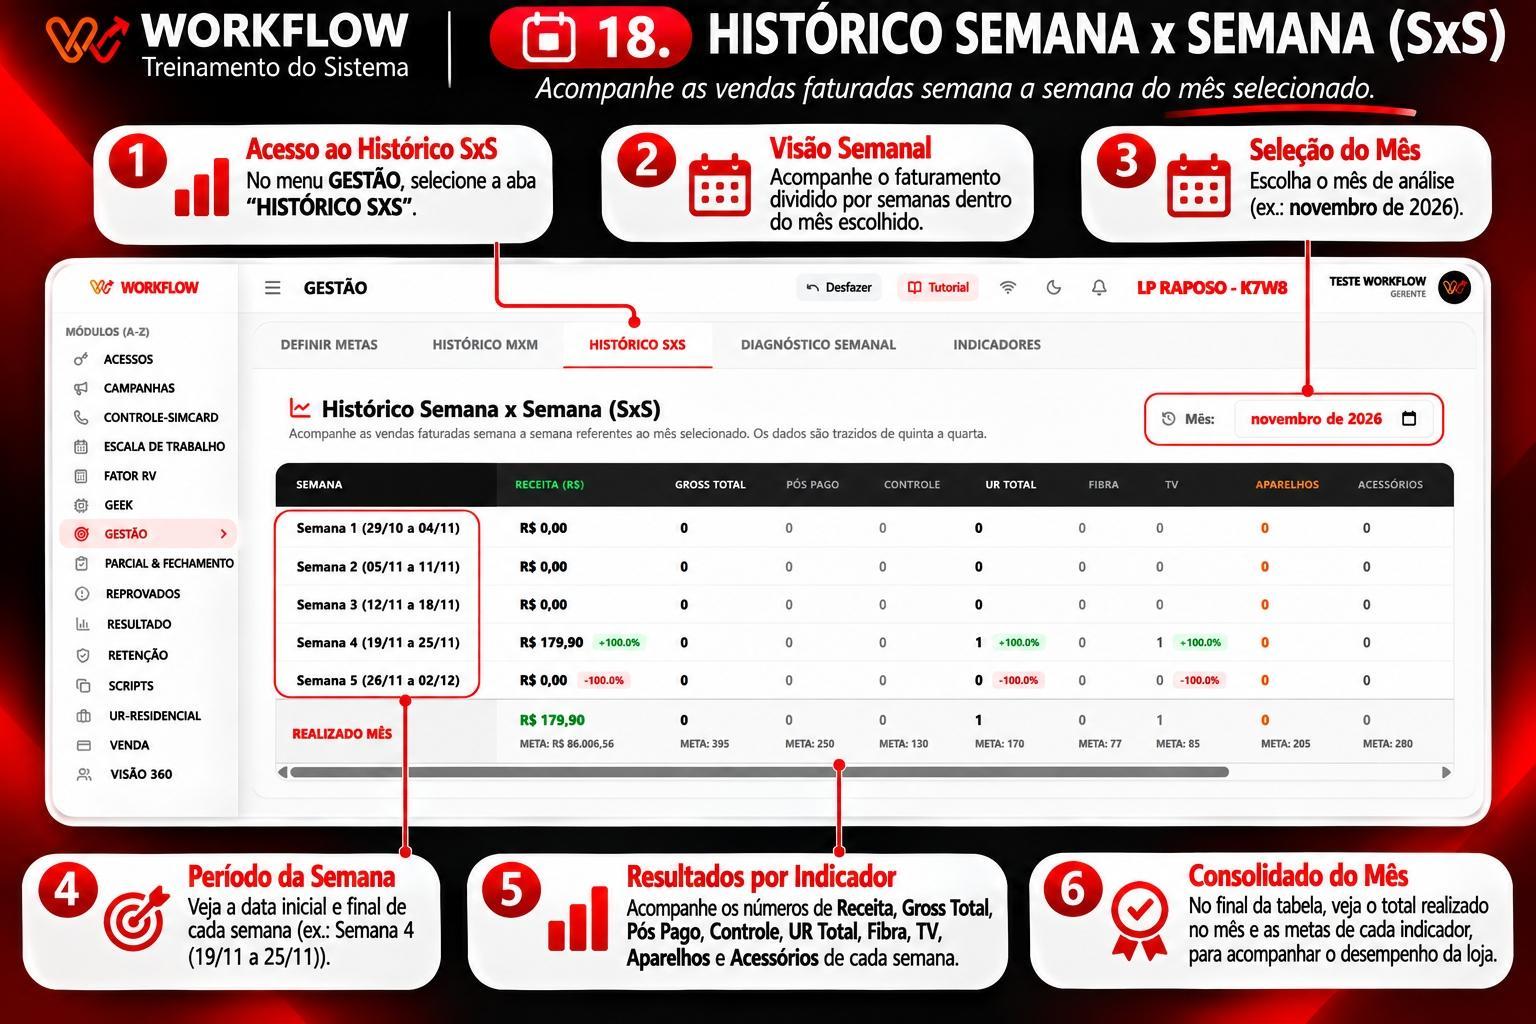 WORKFLOW
Treinamento do Sistema
18. HISTÓRICO SEMANA x SEMANA (SxS)
Acompanhe as vendas faturadas semana a semana do mês selecionado.
1
Acesso ao Histórico SxS
No menu GESTÃO, selecione a aba
“HISTÓRICO SXS”.
2
Visão Semanal
Acompanhe o faturamento
dividido por semanas dentro
do mês escolhido.
3
Seleção do Mês
Escolha o mês de análise
(ex.: novembro de 2026).
WORKFLOW
MÓDULOS (A-Z)
ACESSOS
CAMPANHAS
CONTROLE-SIMCARD
ESCALA DE TRABALHO
FATOR RV
GEEK
GESTÃO
PARCIAL & FECHAMENTO
REPROVADOS
RESULTADO
RETENÇÃO
SCRIPTS
UR-RESIDENCIAL
VENDA
VISÃO 360
GESTÃO
Desfazer
Tutorial
LP RAPOSO - K7W8
TESTE WORKFLOW
GERENTE
DEFINIR METAS HISTÓRICO MXM HISTÓRICO SXS DIAGNÓSTICO SEMANAL INDICADORES
Histórico Semana x Semana (SxS)
Acompanhe as vendas faturadas semana a semana referentes ao mês selecionado. Os dados são trazidos de quinta a quarta.
Mês: novembro de 2026
SEMANA RECEITA (R$) GROSS TOTAL PÓS PAGO CONTROLE UR TOTAL FIBRA TV APARELHOS ACESSÓRIOS
Semana 1 (29/10 a 04/11) R$ 0,00 0 0 0 0 0 0 0 0
Semana 2 (05/11 a 11/11) R$ 0,00 0 0 0 0 0 0 0 0
Semana 3 (12/11 a 18/11) R$ 0,00 0 0 0 0 0 0 0 0
Semana 4 (19/11 a 25/11) R$ 179,90 +100.0% 0 0 0 1 +100.0% 0 1 +100.0% 0 0
Semana 5 (26/11 a 02/12) R$ 0,00 -100.0% 0 0 0 0 -100.0% 0 0 -100.0% 0 0
REALIZADO MÊS R$ 179,90 0 0 0 1 0 1 0 0
META: R$ 86.006,56 META: 395 META: 250 META: 130 META: 170 META: 77 META: 85 META: 205 META: 280
4
Período da Semana
Veja a data inicial e final de
cada semana (ex.: Semana 4
(19/11 a 25/11)).
5
Resultados por Indicador
Acompanhe os números de Receita, Gross Total,
Pós Pago, Controle, UR Total, Fibra, TV,
Aparelhos e Acessórios de cada semana.
6
Consolidado do Mês
No final da tabela, veja o total realizado
no mês e as metas de cada indicador,
para acompanhar o desempenho da loja.